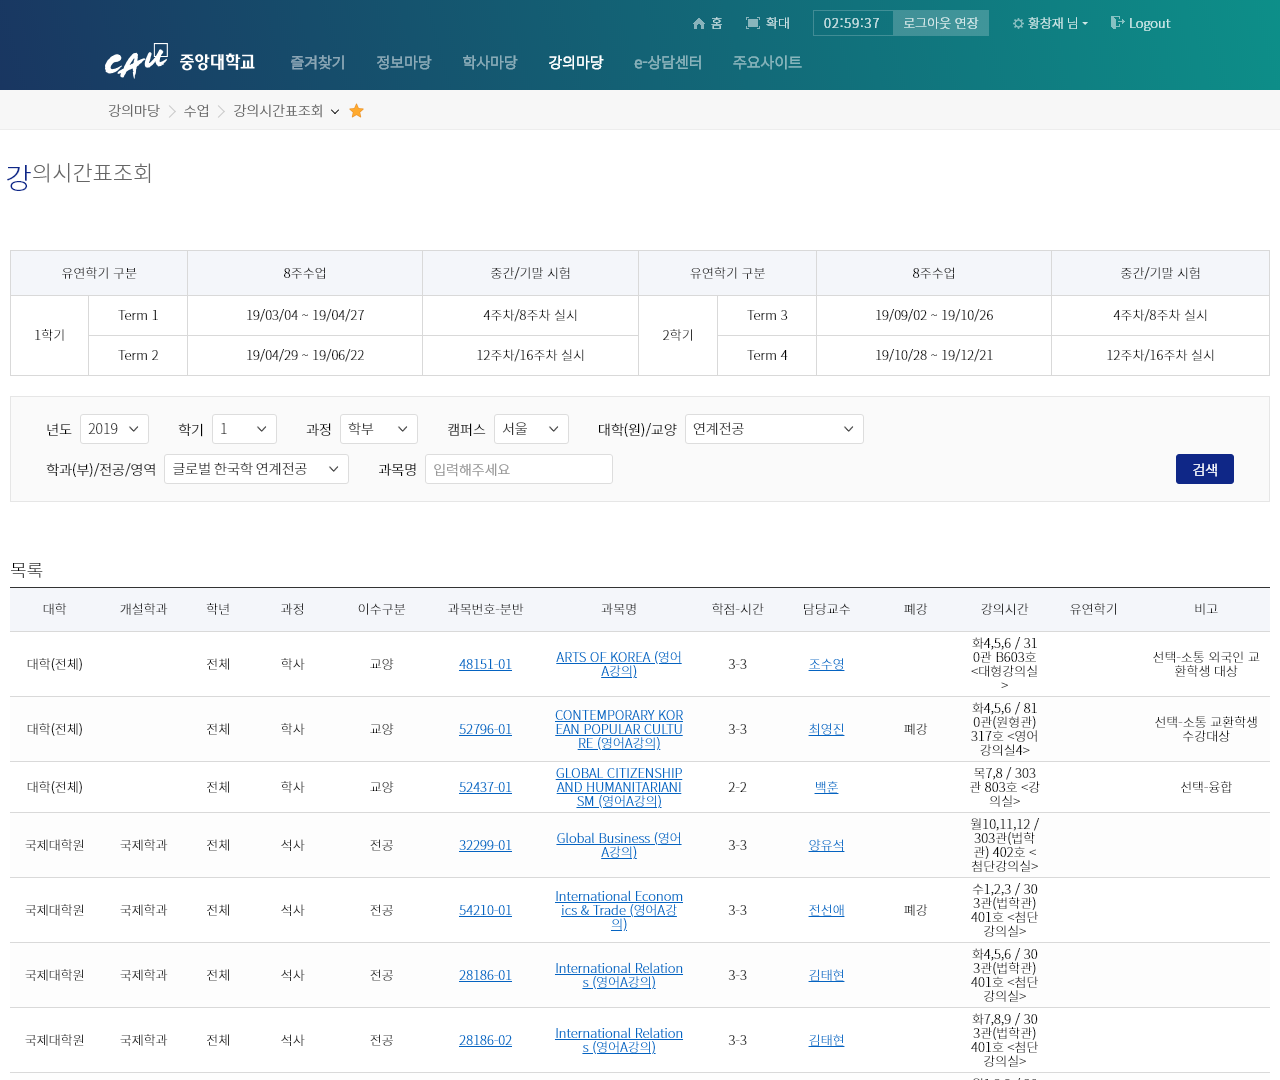 홈 확대 02:59:37 로그아웃 연장 황창재 님 Logout
CAU 중앙대학교 즐겨찾기 정보마당 학사마당 강의마당 e-상담센터 주요사이트
강의마당 수업 강의시간표조회
강의시간표조회
유연학기 구분 8주수업 중간/기말 시험 유연학기 구분 8주수업 중간/기말 시험
1학기 Term 1 19/03/04 ~ 19/04/27 4주차/8주차 실시 2학기 Term 3 19/09/02 ~ 19/10/26 4주차/8주차 실시
Term 2 19/04/29 ~ 19/06/22 12주차/16주차 실시 Term 4 19/10/28 ~ 19/12/21 12주차/16주차 실시
년도 2019 학기 1 과정 학부 캠퍼스 서울 대학(원)/교양 연계전공
학과(부)/전공/영역 글로벌 한국학 연계전공 과목명 입력해주세요 검색
목록
대학 개설학과 학년 과정 이수구분 과목번호-분반 과목명 학점-시간 담당교수 폐강 강의시간 유연학기 비고
대학(전체) 전체 학사 교양 48151-01 ARTS OF KOREA (영어
A강의) 3-3 조수영 화4,5,6 / 31
0관 B603호
<대형강의실
> 선택-소통 외국인 교
환학생 대상
대학(전체) 전체 학사 교양 52796-01 CONTEMPORARY KOR
EAN POPULAR CULTU
RE (영어A강의) 3-3 최영진 폐강 화4,5,6 / 81
0관(원형관)
317호 <영어
강의실4> 선택-소통 교환학생
수강대상
대학(전체) 전체 학사 교양 52437-01 GLOBAL CITIZENSHIP
AND HUMANITARIANI
SM (영어A강의) 2-2 백훈 목7,8 / 303
관 803호 <강
의실> 선택-융합
국제대학원 국제학과 전체 석사 전공 32299-01 Global Business (영어
A강의) 3-3 양유석 월10,11,12 /
303관(법학
관) 402호 <
첨단강의실>
국제대학원 국제학과 전체 석사 전공 54210-01 International Econom
ics & Trade (영어A강
의) 3-3 전선애 폐강 수1,2,3 / 30
3관(법학관)
401호 <첨단
강의실>
국제대학원 국제학과 전체 석사 전공 28186-01 International Relation
s (영어A강의) 3-3 김태현 화4,5,6 / 30
3관(법학관)
401호 <첨단
강의실>
국제대학원 국제학과 전체 석사 전공 28186-02 International Relation
s (영어A강의) 3-3 김태현 화7,8,9 / 30
3관(법학관)
401호 <첨단
강의실>